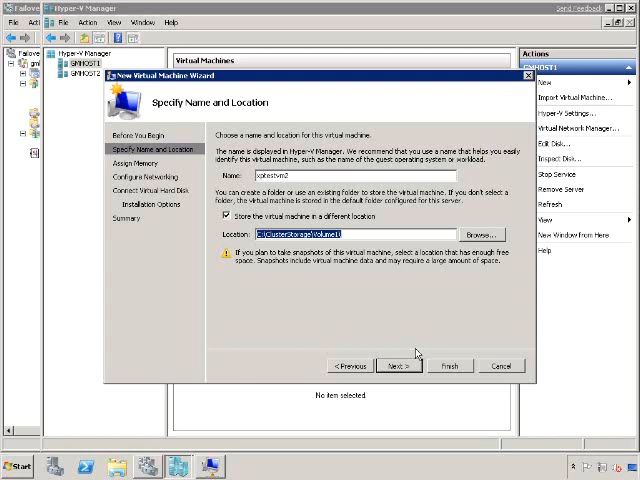 Failove
Hyper-V Manager
Send Feedback
File
Act
File
Action
View
Window
Help
Failove
gmh
Hyper-V Manager
GMHOST1
GMHOST2
Virtual Machines
Actions
GMHOST1
New
Import Virtual Machine...
Hyper-V Settings...
Virtual Network Manager...
Edit Disk...
Inspect Disk...
Stop Service
Remove Server
Refresh
View
New Window from Here
Help
New Virtual Machine Wizard
Specify Name and Location
Before You Begin
Specify Name and Location
Assign Memory
Configure Networking
Connect Virtual Hard Disk
Installation Options
Summary
Choose a name and location for this virtual machine.
The name is displayed in Hyper-V Manager. We recommend that you use a name that helps you easily
identify this virtual machine, such as the name of the guest operating system or workload.
Name:
xptestvm2
You can create a folder or use an existing folder to store the virtual machine. If you don't select a
folder, the virtual machine is stored in the default folder configured for this server.
Store the virtual machine in a different location
Location:
C:\ClusterStorage\Volume1\
Browse...
If you plan to take snapshots of this virtual machine, select a location that has enough free
space. Snapshots include virtual machine data and may require a large amount of space.
< Previous
Next >
Finish
Cancel
No item selected.
Start